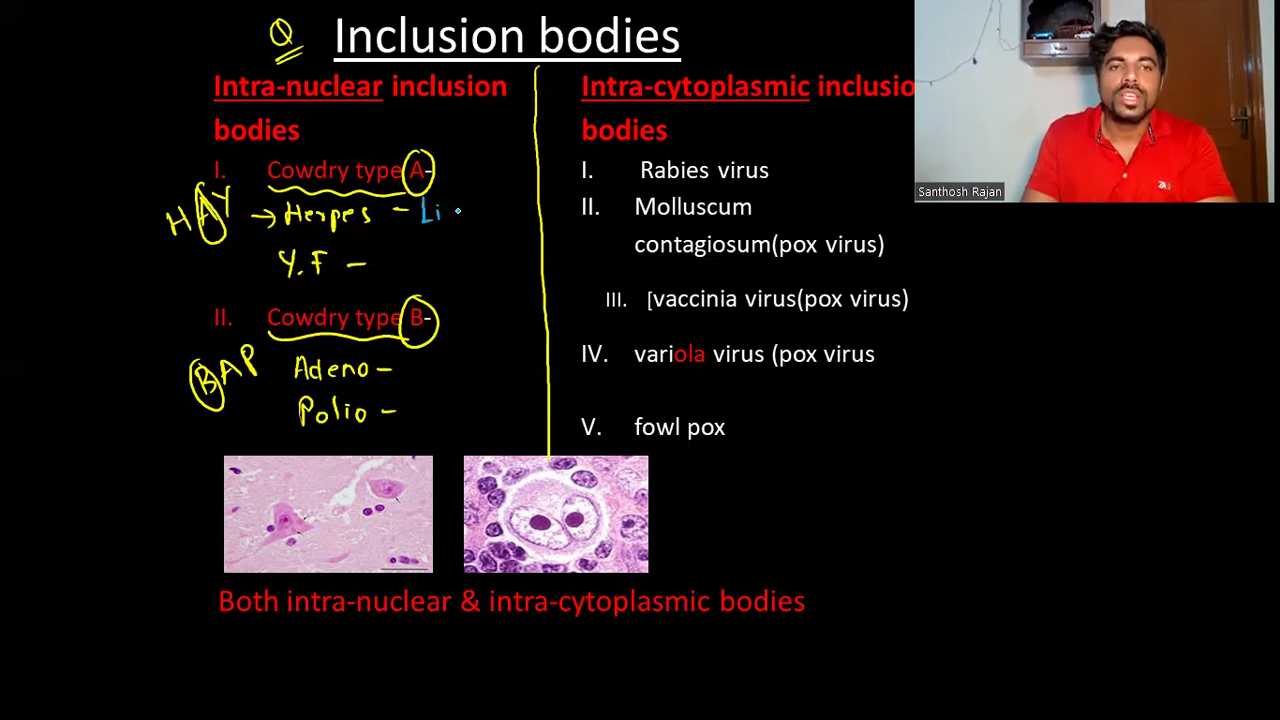 Q Inclusion bodies
Intra-nuclear inclusion
bodies
I. Cowdry type A-
HAY → Herpes - Li
Y.F -
II. Cowdry type B-
BAP Adeno -
Polio -
Intra-cytoplasmic inclusio
bodies
I. Rabies virus
II. Molluscum
contagiosum(pox virus)
III. [vaccinia virus(pox virus)
IV. variola virus (pox virus
V. fowl pox
Both intra-nuclear & intra-cytoplasmic bodies
Santhosh Rajan